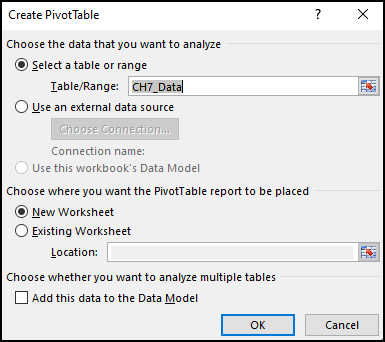 Create PivotTable ? ×
Choose the data that you want to analyze
Select a table or range
Table/Range: CH7_Data
Use an external data source
Choose Connection...
Connection name:
Use this workbook's Data Model
Choose where you want the PivotTable report to be placed
New Worksheet
Existing Worksheet
Location:
Choose whether you want to analyze multiple tables
Add this data to the Data Model
OK Cancel